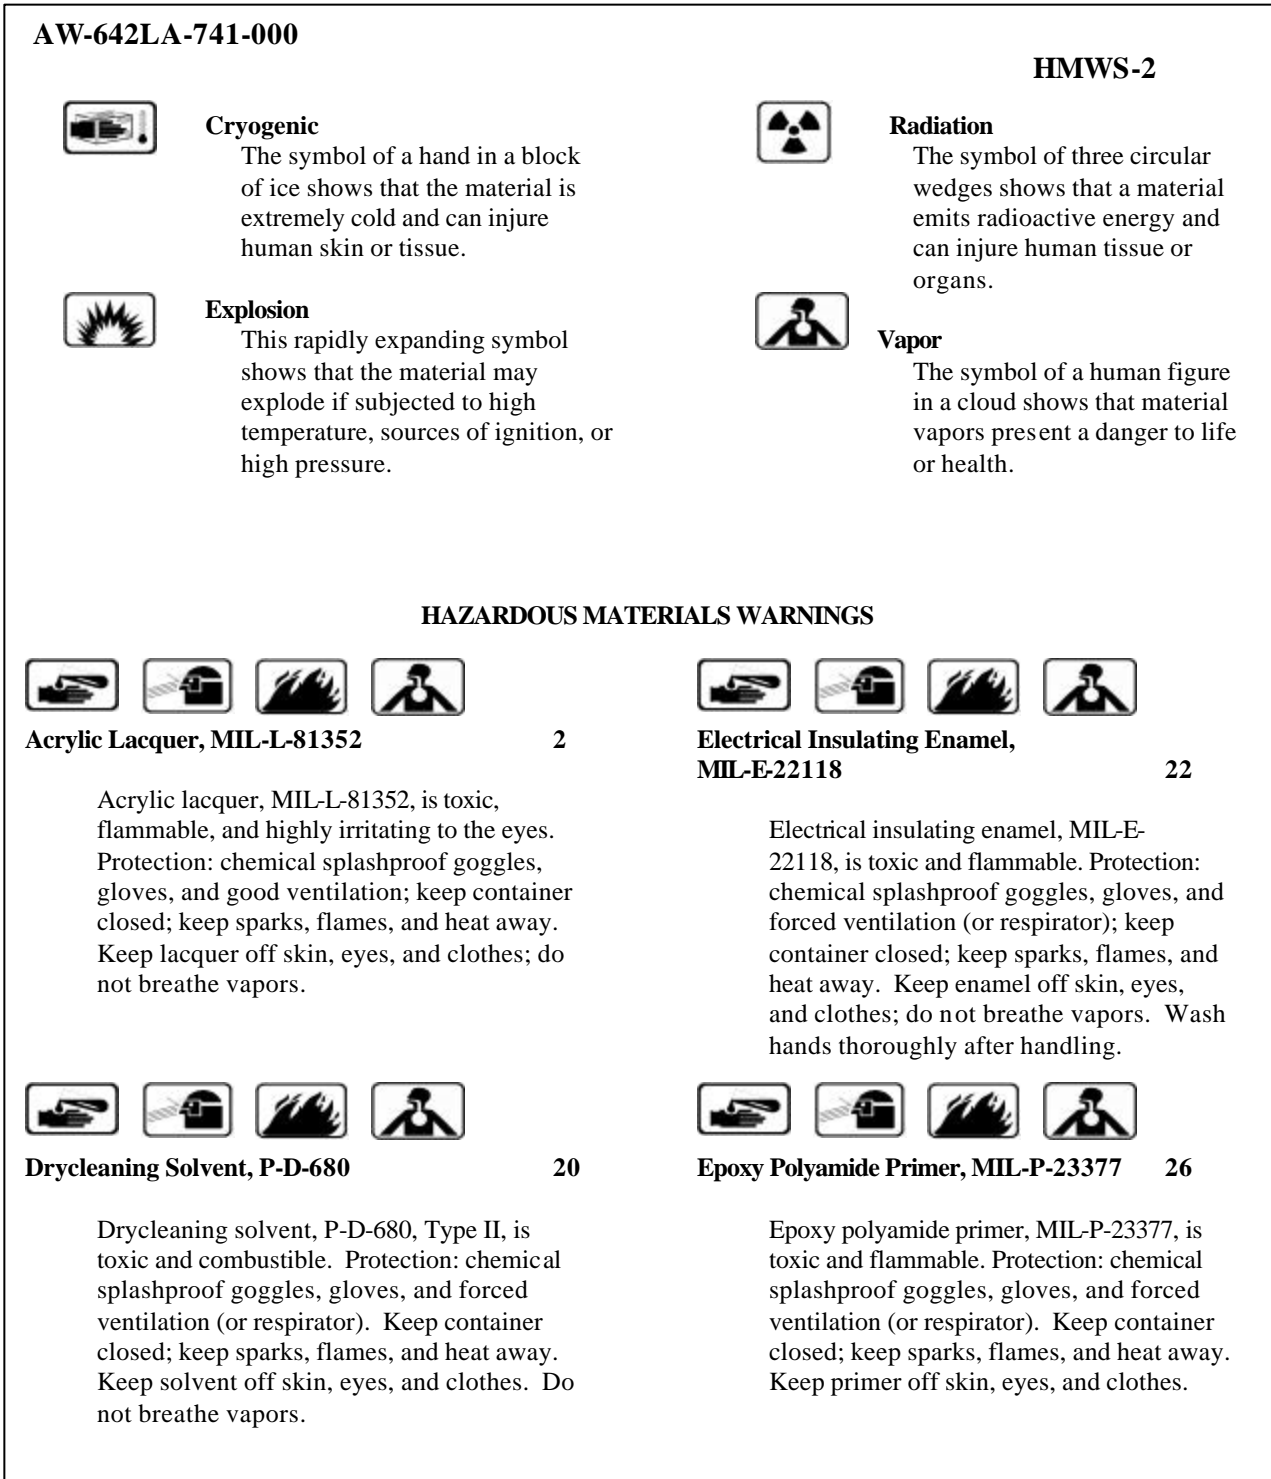 AW-642LA-741-000
HMWS-2
Cryogenic
The symbol of a hand in a block
of ice shows that the material is
extremely cold and can injure
human skin or tissue.
Explosion
This rapidly expanding symbol
shows that the material may
explode if subjected to high
temperature, sources of ignition, or
high pressure.
Radiation
The symbol of three circular
wedges shows that a material
emits radioactive energy and
can injure human tissue or
organs.
Vapor
The symbol of a human figure
in a cloud shows that material
vapors present a danger to life
or health.
HAZARDOUS MATERIALS WARNINGS
Acrylic Lacquer, MIL-L-81352 2
Acrylic lacquer, MIL-L-81352, is toxic,
flammable, and highly irritating to the eyes.
Protection: chemical splashproof goggles,
gloves, and good ventilation; keep container
closed; keep sparks, flames, and heat away.
Keep lacquer off skin, eyes, and clothes; do
not breathe vapors.
Drycleaning Solvent, P-D-680 20
Drycleaning solvent, P-D-680, Type II, is
toxic and combustible. Protection: chemical
splashproof goggles, gloves, and forced
ventilation (or respirator). Keep container
closed; keep sparks, flames, and heat away.
Keep solvent off skin, eyes, and clothes. Do
not breathe vapors.
Electrical Insulating Enamel,
MIL-E-22118 22
Electrical insulating enamel, MIL-E-
22118, is toxic and flammable. Protection:
chemical splashproof goggles, gloves, and
forced ventilation (or respirator); keep
container closed; keep sparks, flames, and
heat away. Keep enamel off skin, eyes,
and clothes; do not breathe vapors. Wash
hands thoroughly after handling.
Epoxy Polyamide Primer, MIL-P-23377 26
Epoxy polyamide primer, MIL-P-23377, is
toxic and flammable. Protection: chemical
splashproof goggles, gloves, and forced
ventilation (or respirator). Keep container
closed; keep sparks, flames, and heat away.
Keep primer off skin, eyes, and clothes.